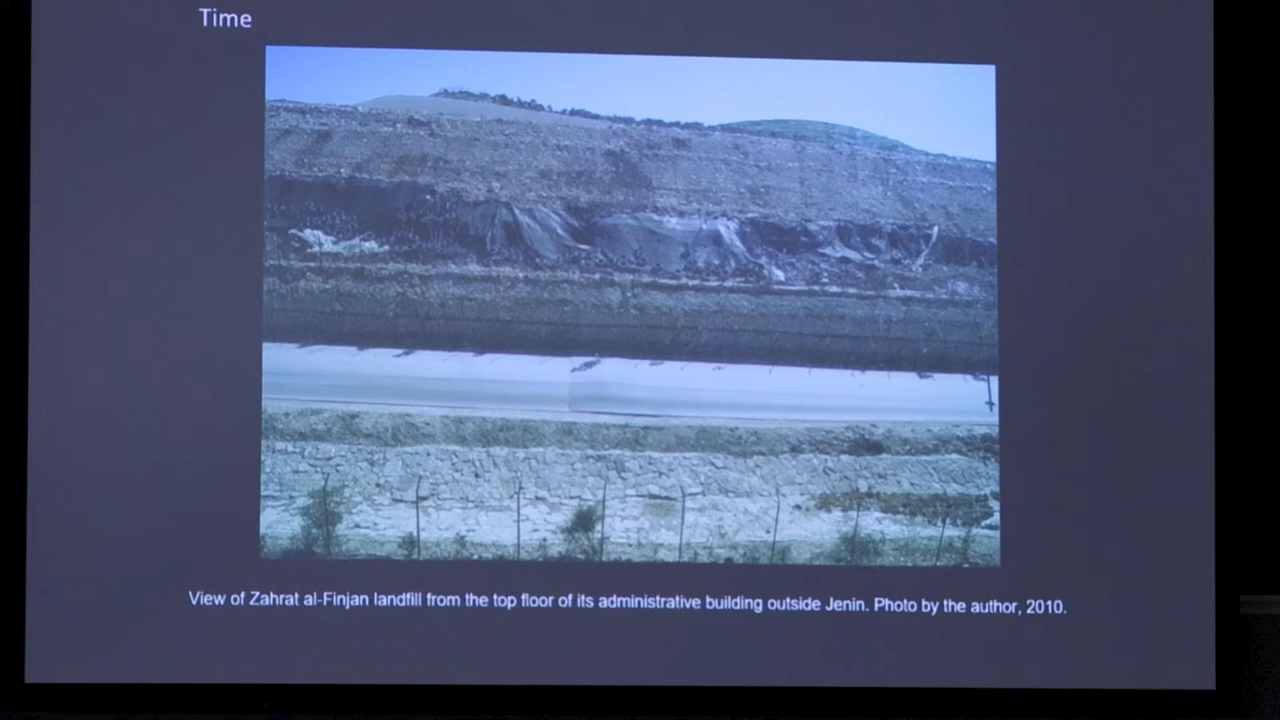 Time
View of Zahrat al-Finjan landfill from the top floor of its administrative building outside Jenin. Photo by the author, 2010.